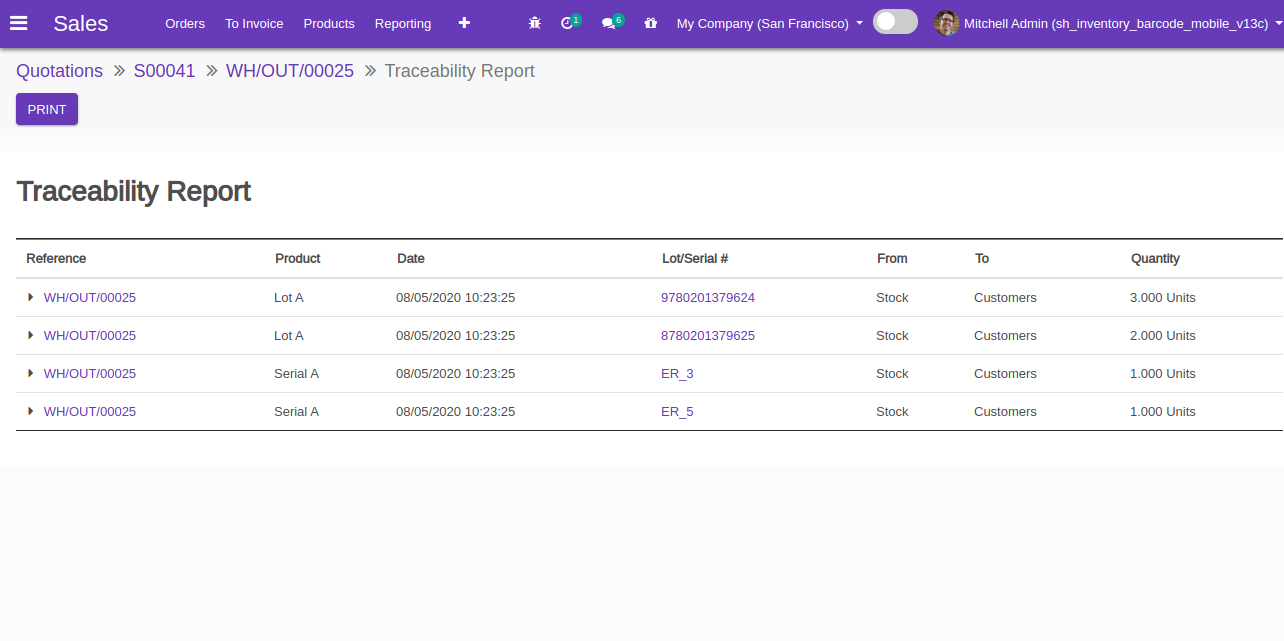 Sales Orders To Invoice Products Reporting 1 6 My Company (San Francisco) Mitchell Admin (sh_inventory_barcode_mobile_v13c)
Quotations » S00041 » WH/OUT/00025 » Traceability Report
PRINT
Traceability Report
Reference Product Date Lot/Serial # From To Quantity
WH/OUT/00025 Lot A 08/05/2020 10:23:25 9780201379624 Stock Customers 3.000 Units
WH/OUT/00025 Lot A 08/05/2020 10:23:25 8780201379625 Stock Customers 2.000 Units
WH/OUT/00025 Serial A 08/05/2020 10:23:25 ER_3 Stock Customers 1.000 Units
WH/OUT/00025 Serial A 08/05/2020 10:23:25 ER_5 Stock Customers 1.000 Units